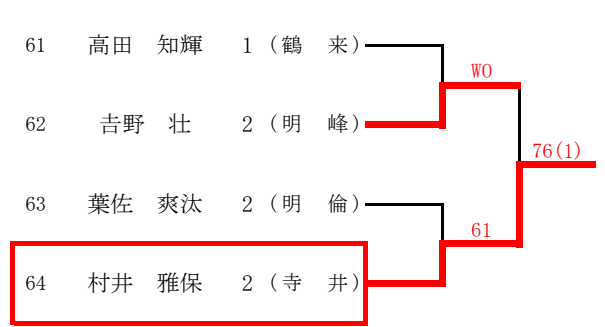 61 高田 知輝 1 (鶴 来)
WO
62 𠮷野 壮 2 (明 峰)
76(1)
63 葉佐 爽汰 2 (明 倫)
61
64 村井 雅保 2 (寺 井)